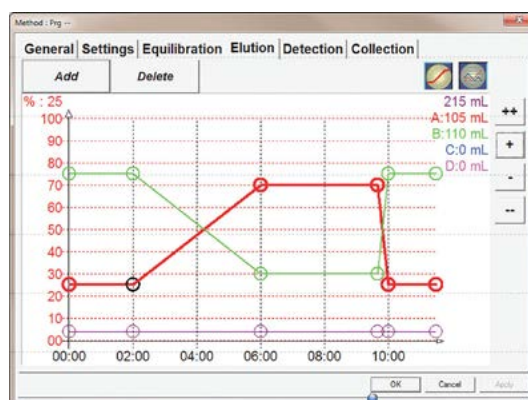 Method : Prg --
General Settings Equilibration Elution Detection Collection
Add Delete
% : 25
215 mL
A:105 mL
B:110 mL
C:0 mL
D:0 mL
++
+
-
--
100
90
80
70
60
50
40
30
20
10
00
00:00 02:00 04:00 06:00 08:00 10:00
OK Cancel Apply